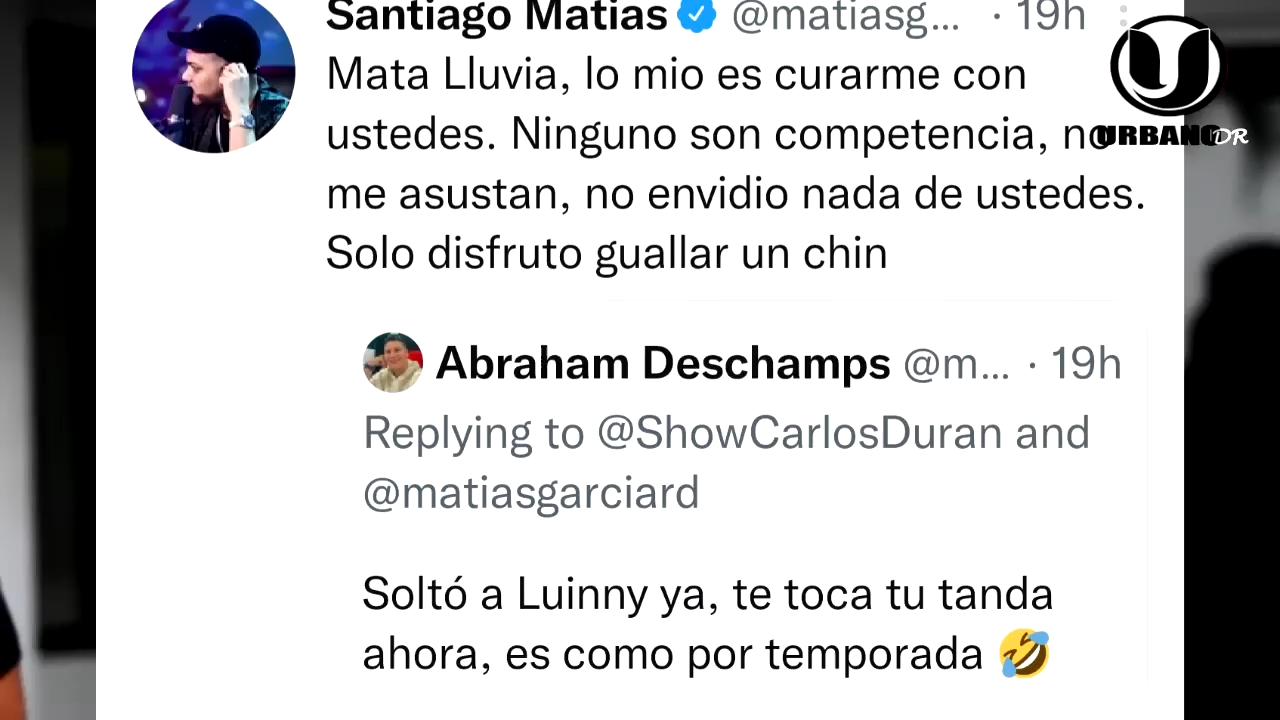 Santiago Matias @matiasg... · 19h
Mata Lluvia, lo mio es curarme con
ustedes. Ninguno son competencia, no
me asustan, no envidio nada de ustedes.
Solo disfruto guallar un chin
Abraham Deschamps @m... · 19h
Replying to @ShowCarlosDuran and
@matiasgarciard
Soltó a Luinny ya, te toca tu tanda
ahora, es como por temporada 🤣
URBANO DR